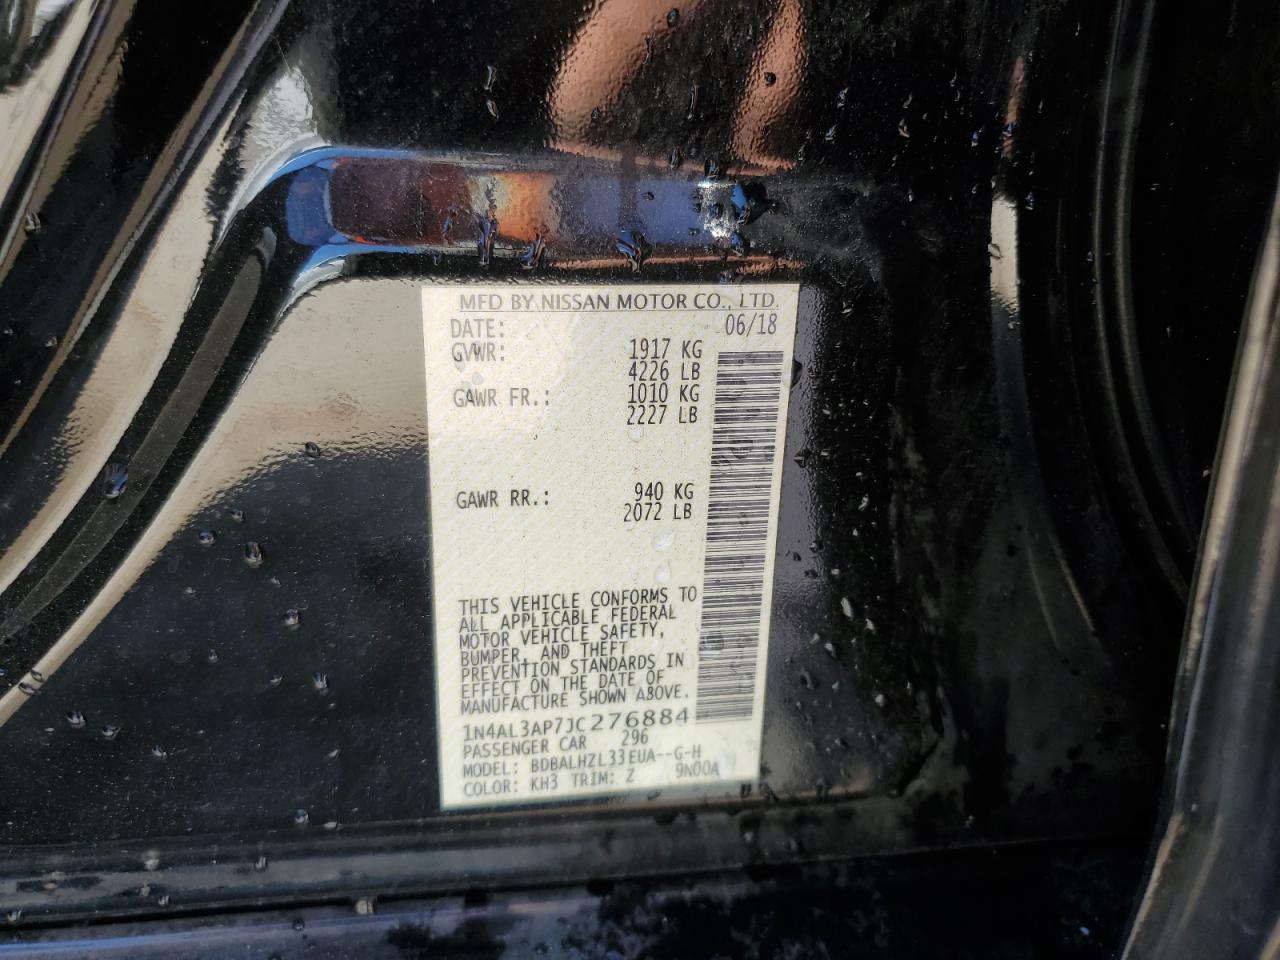 MFD BY NISSAN MOTOR CO., LTD.
DATE: 06/18
GVWR: 1917 KG
4226 LB
GAWR FR.: 1010 KG
2227 LB
GAWR RR.: 940 KG
2072 LB
THIS VEHICLE CONFORMS TO
ALL APPLICABLE FEDERAL
MOTOR VEHICLE SAFETY,
BUMPER, AND THEFT
PREVENTION STANDARDS IN
EFFECT ON THE DATE OF
MANUFACTURE SHOWN ABOVE.
1N4AL3AP7JC276884
PASSENGER CAR 296
MODEL: BDBALHZL33EUA--G-H
COLOR: KH3 TRIM: Z 9N00A